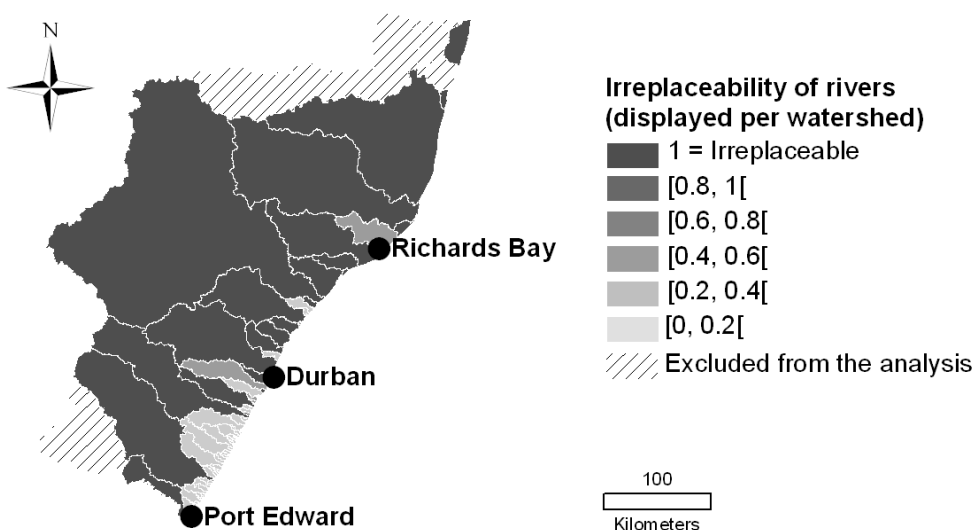 N
Irreplaceability of rivers
(displayed per watershed)
1 = Irreplaceable
[0.8, 1[
[0.6, 0.8[
[0.4, 0.6[
[0.2, 0.4[
[0, 0.2[
Excluded from the analysis
Richards Bay
Durban
Port Edward
100
Kilometers